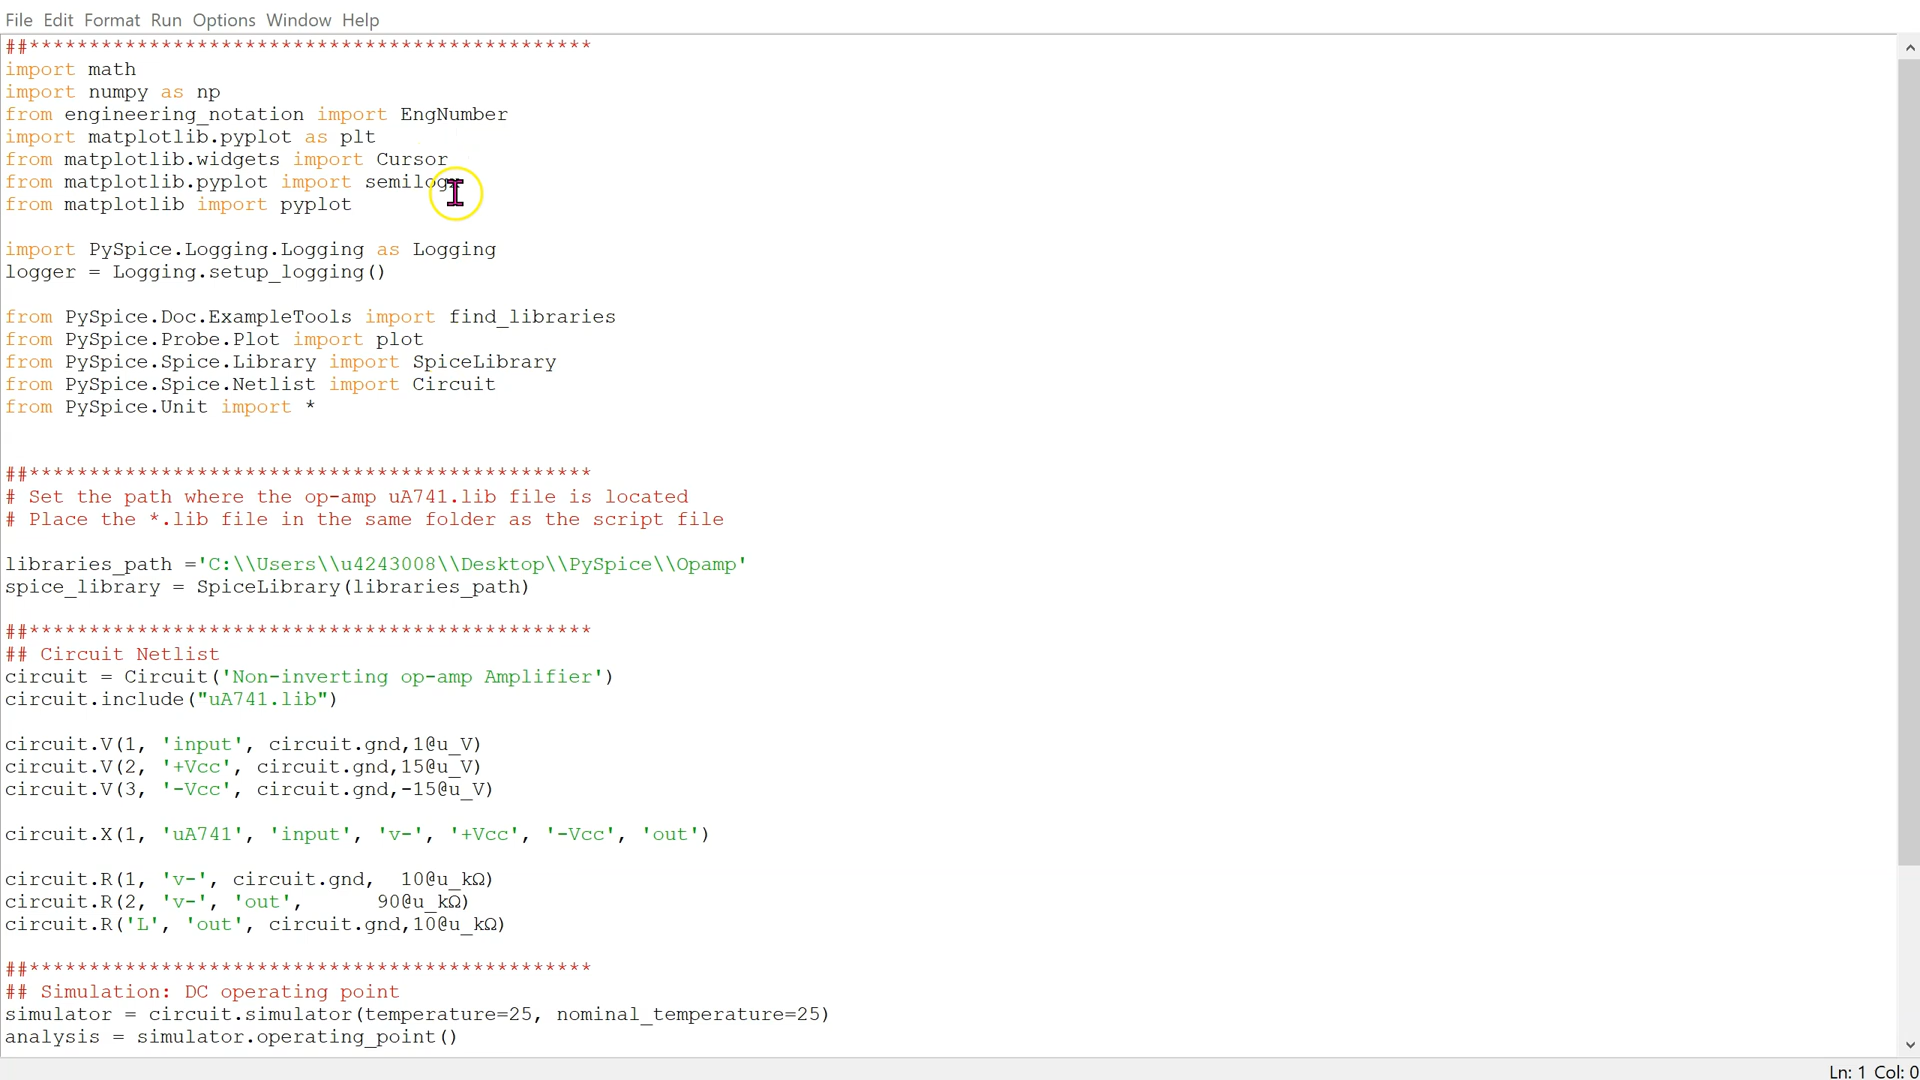 File Edit Format Run Options Window Help
##***********************************************
import math
import numpy as np
from engineering_notation import EngNumber
import matplotlib.pyplot as plt
from matplotlib.widgets import Cursor
from matplotlib.pyplot import
from matplotlib import pyplot
import PySpice.Logging.Logging as Logging
logger = Logging.setup_logging()
from PySpice.Doc.ExampleTools import find_libraries
from PySpice.Probe.Plot import plot
from PySpice.Spice.Library import SpiceLibrary
from PySpice.Spice.Netlist import Circuit
from PySpice.Unit import *
##***********************************************
# Set the path where the op-amp uA741.lib file is located
# Place the *.lib file in the same folder as the script file
libraries_path ='C:\\Users\\u4243008\\Desktop\\PySpice\\Opamp'
spice_library = SpiceLibrary(libraries_path)
##***********************************************
## Circuit Netlist
circuit = Circuit('Non-inverting op-amp Amplifier')
circuit.include("uA741.lib")
circuit.V(1, 'input', circuit.gnd,1@u_V)
circuit.V(2, '+Vcc', circuit.gnd,15@u_V)
circuit.V(3, '-Vcc', circuit.gnd,-15@u_V)
circuit.X(1, 'uA741', 'input', 'v-', '+Vcc', '-Vcc', 'out')
circuit.R(1, 'v-', circuit.gnd,  10@u_kΩ)
circuit.R(2, 'v-', 'out',      90@u_kΩ)
circuit.R('L', 'out', circuit.gnd,10@u_kΩ)
##***********************************************
## Simulation: DC operating point
simulator = circuit.simulator(temperature=25, nominal_temperature=25)
analysis = simulator.operating_point()
Ln: 1 Col: 0